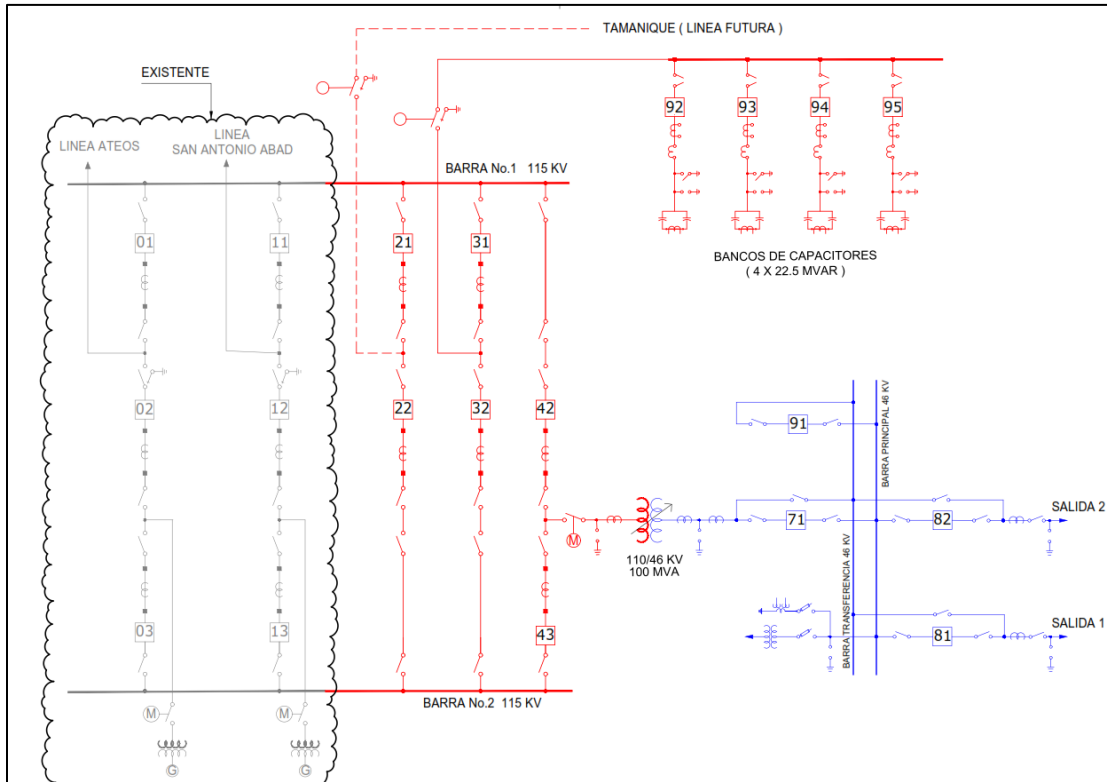 TAMANIQUE ( LINEA FUTURA )
EXISTENTE
92
93
94
95
LINEA ATEOS
LINEA
SAN ANTONIO ABAD
BARRA No.1 115 KV
01
11
21
31
BANCOS DE CAPACITORES
( 4 X 22.5 MVAR )
02
12
22
32
42
91
BARRA PRINCIPAL 46 KV
71
82
SALIDA 2
M
110/46 KV
100 MVA
BARRA TRANSFERENCIA 46 KV
03
13
43
81
SALIDA 1
BARRA No.2 115 KV
M
M
G
G